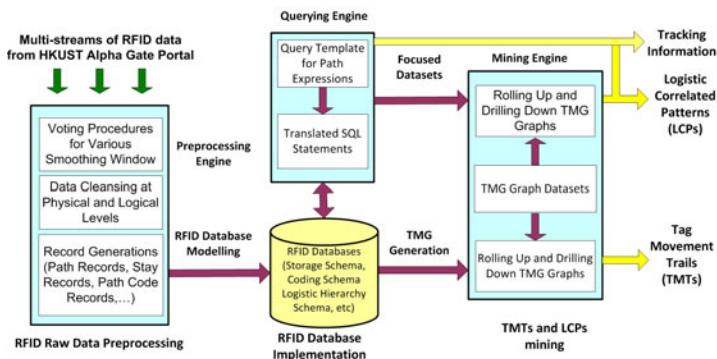 Multi-streams of RFID data
from HKUST Alpha Gate Portal
Voting Procedures
for Various
Smoothing Window
Data Cleansing at
Physical and Logical
Levels
Record Generations
(Path Records, Stay
Records, Path Code
Records,...)
RFID Raw Data Preprocessing
Preprocessing
Engine
RFID Database
Modelling
Querying Engine
Query Template
for Path
Expressions
Translated SQL
Statements
RFID Databases
(Storage Schema,
Coding Schema
Logistic Hierarchy
Schema, etc)
RFID Database
Implementation
Focused
Datasets
TMG
Generation
Mining Engine
Rolling Up and
Drilling Down TMG
Graphs
TMG Graph Datasets
Rolling Up and Drilling
Down TMG Graphs
TMTs and LCPs
mining
Tracking
Information
Logistic
Correlated
Patterns
(LCPs)
Tag
Movement
Trails
(TMTs)